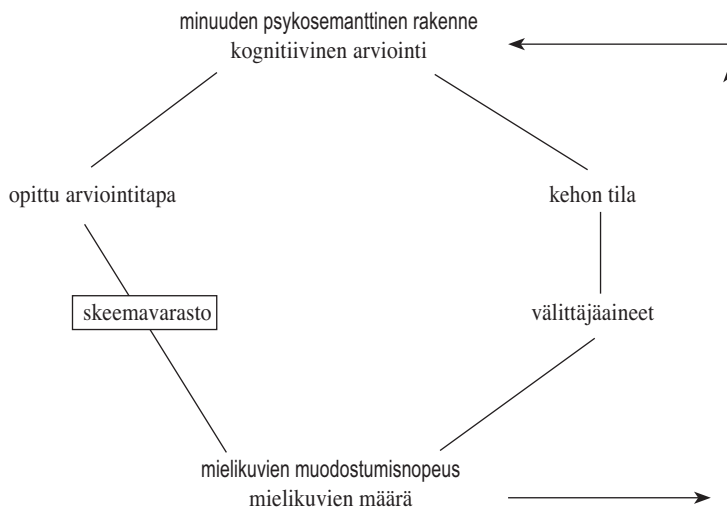 minuuden psykosemanttinen rakenne
kognitiivinen arviointi
opittu arviointitapa
kehon tila
skeemavarasto
välittäjäaineet
mielikuvien muodostumisnopeus
mielikuvien määrä